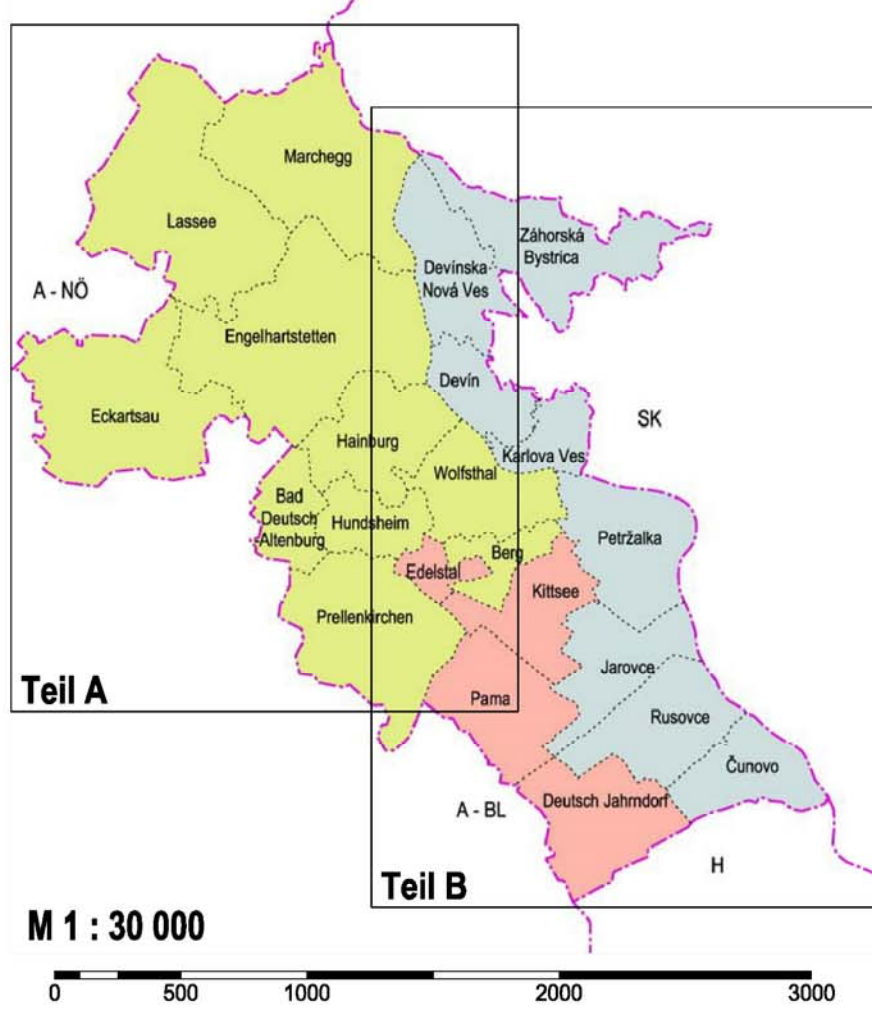 Marchegg
Lassee
Záhorská
Bystrica
Devínska
Nová Ves
A - NÖ
Engelhartstetten
Devín
Eckartsau
SK
Hainburg
Karlova Ves
Wolfsthal
Bad
Deutsch
Altenburg
Hundsheim
Petržalka
Berg
Edelstal
Kittsee
Prellenkirchen
Jarovce
Teil A
Pama
Rusovce
Čunovo
A - BL
Deutsch Jahrndorf
H
Teil B
M 1 : 30 000
0 500 1000 2000 3000